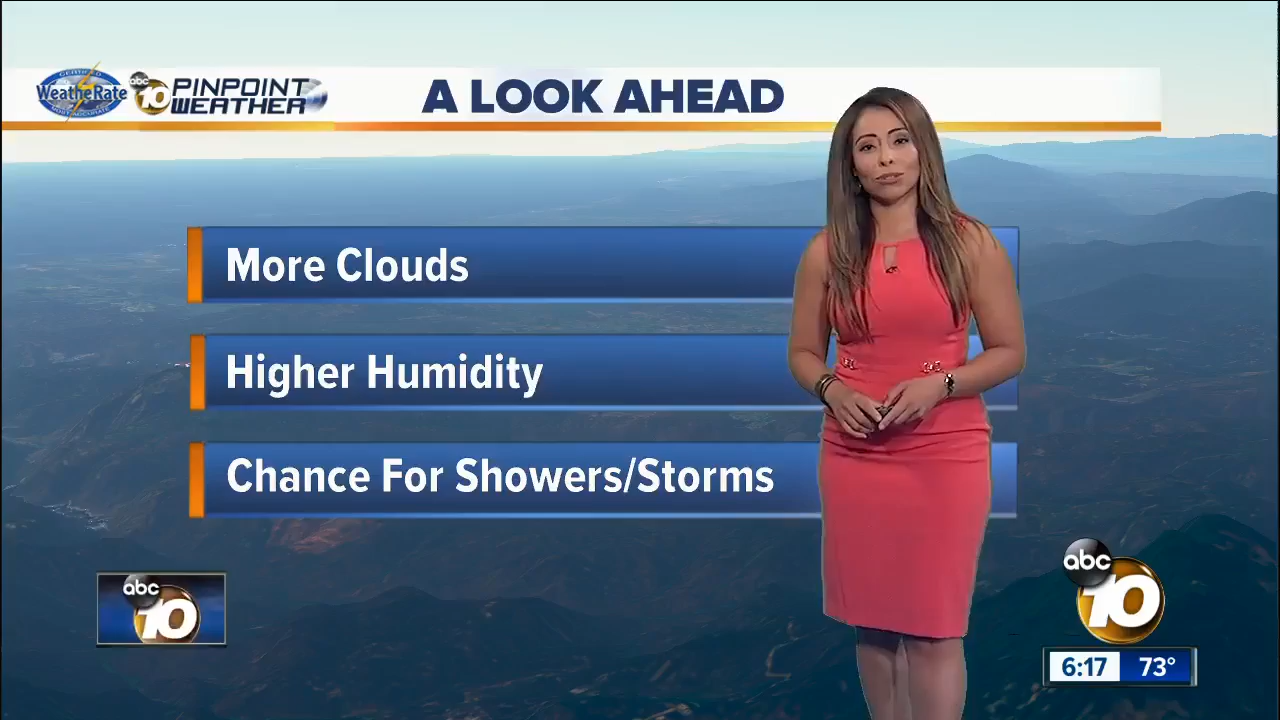 CERTIFIED
WeatheRate
abc
10
PINPOINT
WEATHER
A LOOK AHEAD
More Clouds
Higher Humidity
Chance For Showers/Storms
abc
10
abc
10
6:17 73°